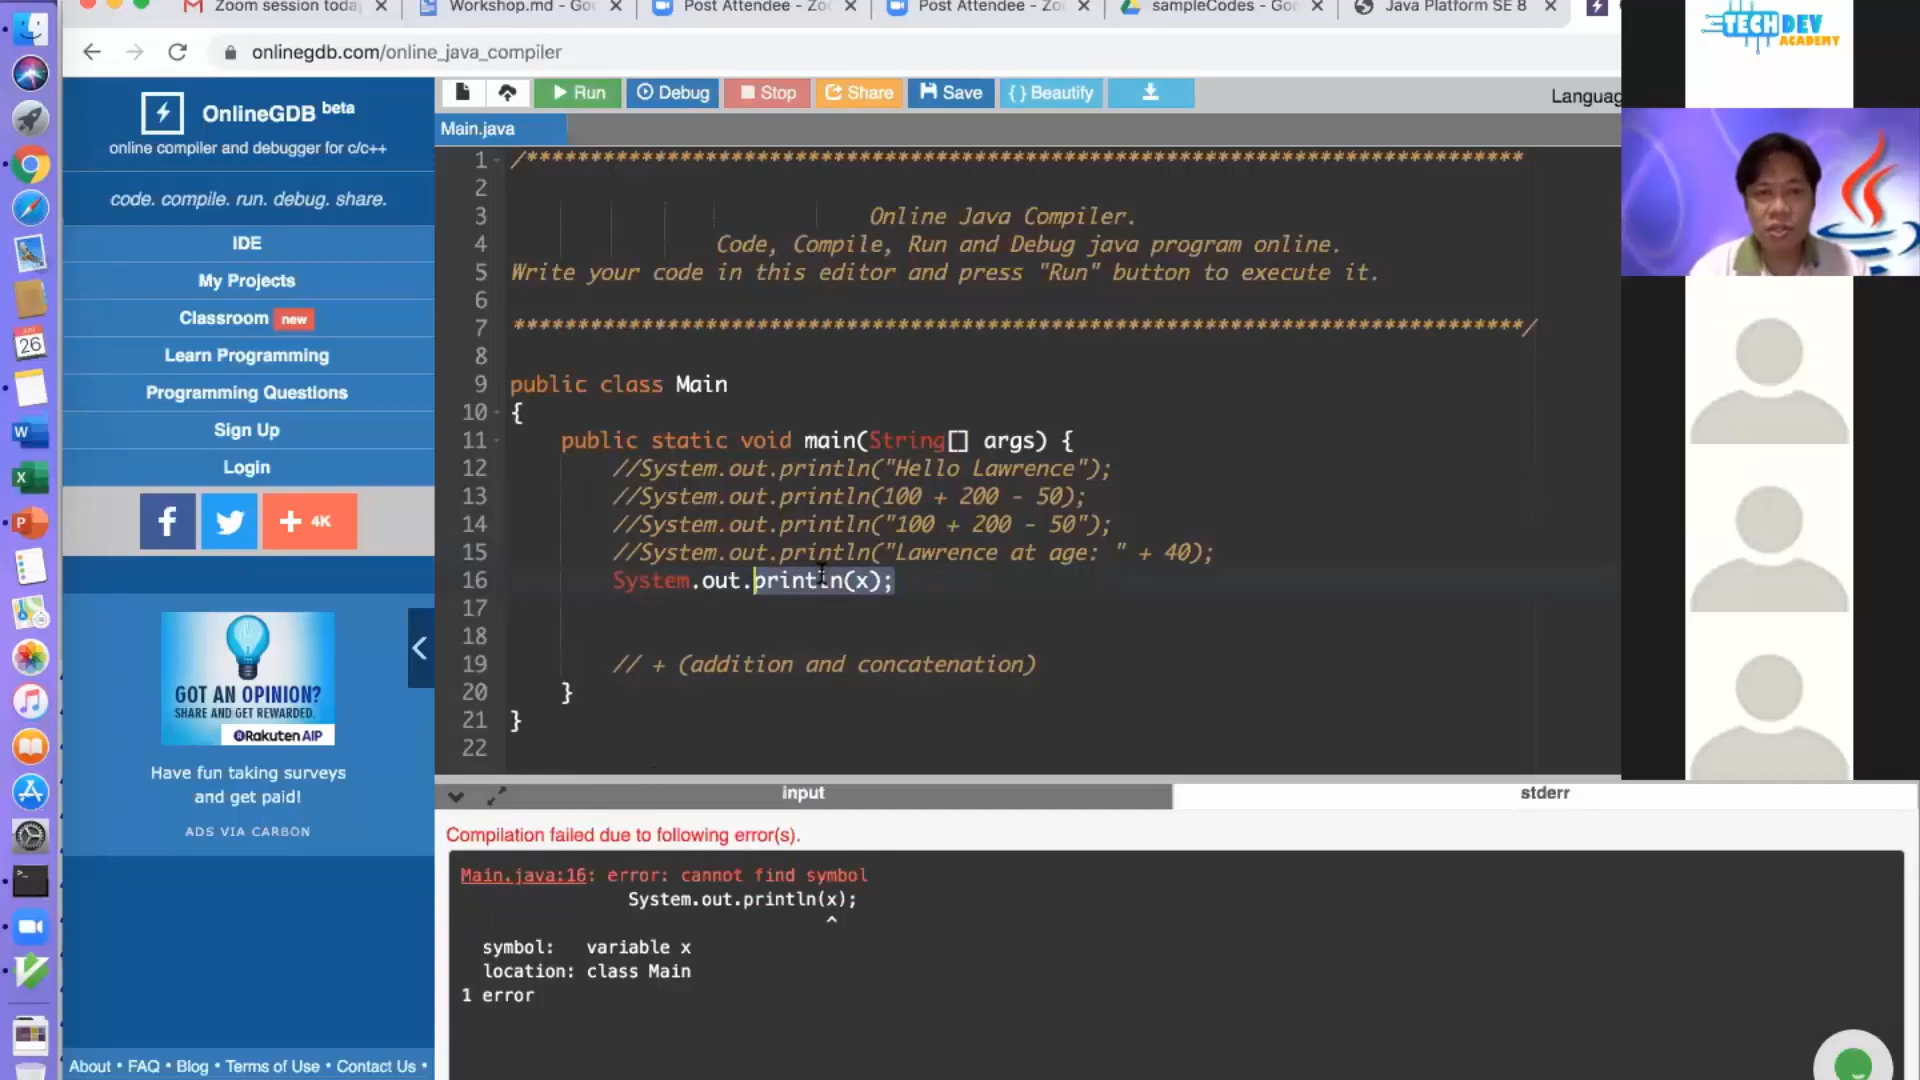 Zoom session today
Workshop.md - Goo
Post Attendee - Zoo
Post Attendee - Zoo
sampleCodes - Goo
Java Platform SE 8
onlinegdb.com/online_java_compiler
TECHDEV
ACADEMY
OnlineGDB beta
online compiler and debugger for c/c++
code. compile. run. debug. share.
IDE
My Projects
Classroom new
Learn Programming
Programming Questions
Sign Up
Login
+ 4K
GOT AN OPINION?
SHARE AND GET REWARDED.
Rakuten AIP
Have fun taking surveys
and get paid!
ADS VIA CARBON
About • FAQ • Blog • Terms of Use • Contact Us •
26
Run Debug Stop Share Save {} Beautify
Languag
Main.java
1 /******************************************************************************
2
3 Online Java Compiler.
4 Code, Compile, Run and Debug java program online.
5 Write your code in this editor and press "Run" button to execute it.
6
7 *******************************************************************************/
8
9 public class Main
10 {
11 public static void main(String[] args) {
12 //System.out.println("Hello Lawrence");
13 //System.out.println(100 + 200 - 50);
14 //System.out.println("100 + 200 - 50");
15 //System.out.println("Lawrence at age: " + 40);
16 System.out.println(x);
17
18
19 // + (addition and concatenation)
20 }
21 }
22
input
stderr
Compilation failed due to following error(s).
Main.java:16: error: cannot find symbol
System.out.println(x);
^
symbol: variable x
location: class Main
1 error